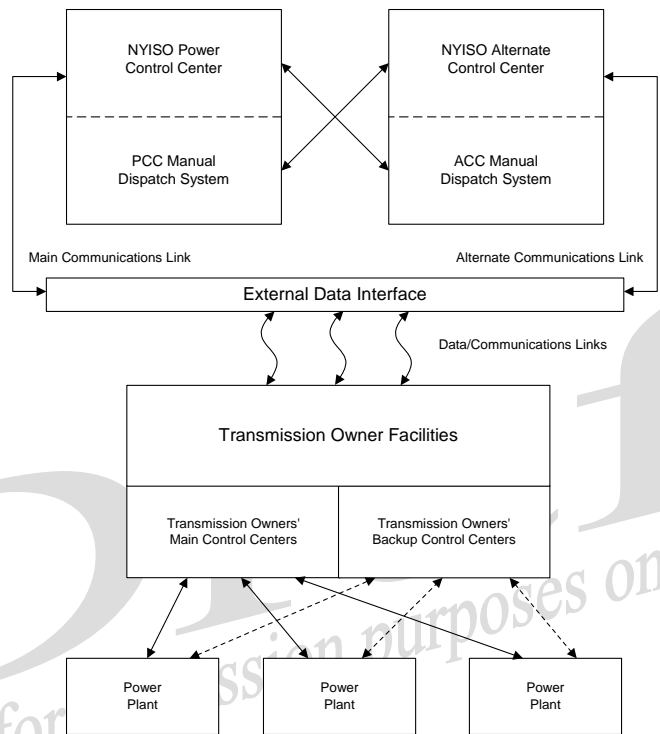 NYISO Power
Control Center
NYISO Alternate
Control Center
PCC Manual
Dispatch System
ACC Manual
Dispatch System
Main Communications Link
Alternate Communications Link
External Data Interface
Data/Communications Links
Transmission Owner Facilities
Transmission Owners'
Main Control Centers
Transmission Owners'
Backup Control Centers
Power
Plant
Power
Plant
Power
Plant
purposes